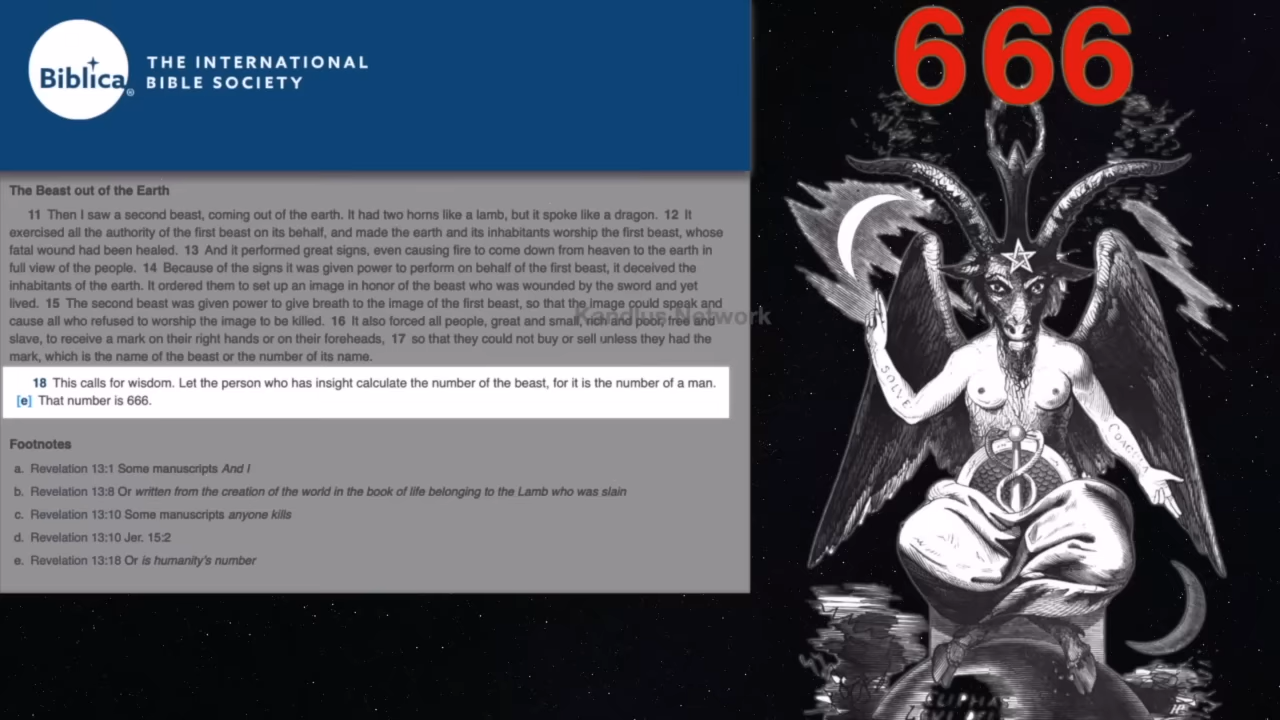 Biblica®
THE INTERNATIONAL
BIBLE SOCIETY
666
The Beast out of the Earth
11 Then I saw a second beast, coming out of the earth. It had two horns like a lamb, but it spoke like a dragon. 12 It
exercised all the authority of the first beast on its behalf, and made the earth and its inhabitants worship the first beast, whose
fatal wound had been healed. 13 And it performed great signs, even causing fire to come down from heaven to the earth in
full view of the people. 14 Because of the signs it was given power to perform on behalf of the first beast, it deceived the
inhabitants of the earth. It ordered them to set up an image in honor of the beast who was wounded by the sword and yet
lived. 15 The second beast was given power to give breath to the image of the first beast, so that the image could speak and
cause all who refused to worship the image to be killed. 16 It also forced all people, great and small, rich and poor, free and
slave, to receive a mark on their right hands or on their foreheads, 17 so that they could not buy or sell unless they had the
mark, which is the name of the beast or the number of its name.
18 This calls for wisdom. Let the person who has insight calculate the number of the beast, for it is the number of a man.
[e] That number is 666.
Footnotes
a. Revelation 13:1 Some manuscripts And I
b. Revelation 13:8 Or written from the creation of the world in the book of life belonging to the Lamb who was slain
c. Revelation 13:10 Some manuscripts anyone kills
d. Revelation 13:10 Jer. 15:2
e. Revelation 13:18 Or is humanity's number
Network
SOLVE
COAGULA